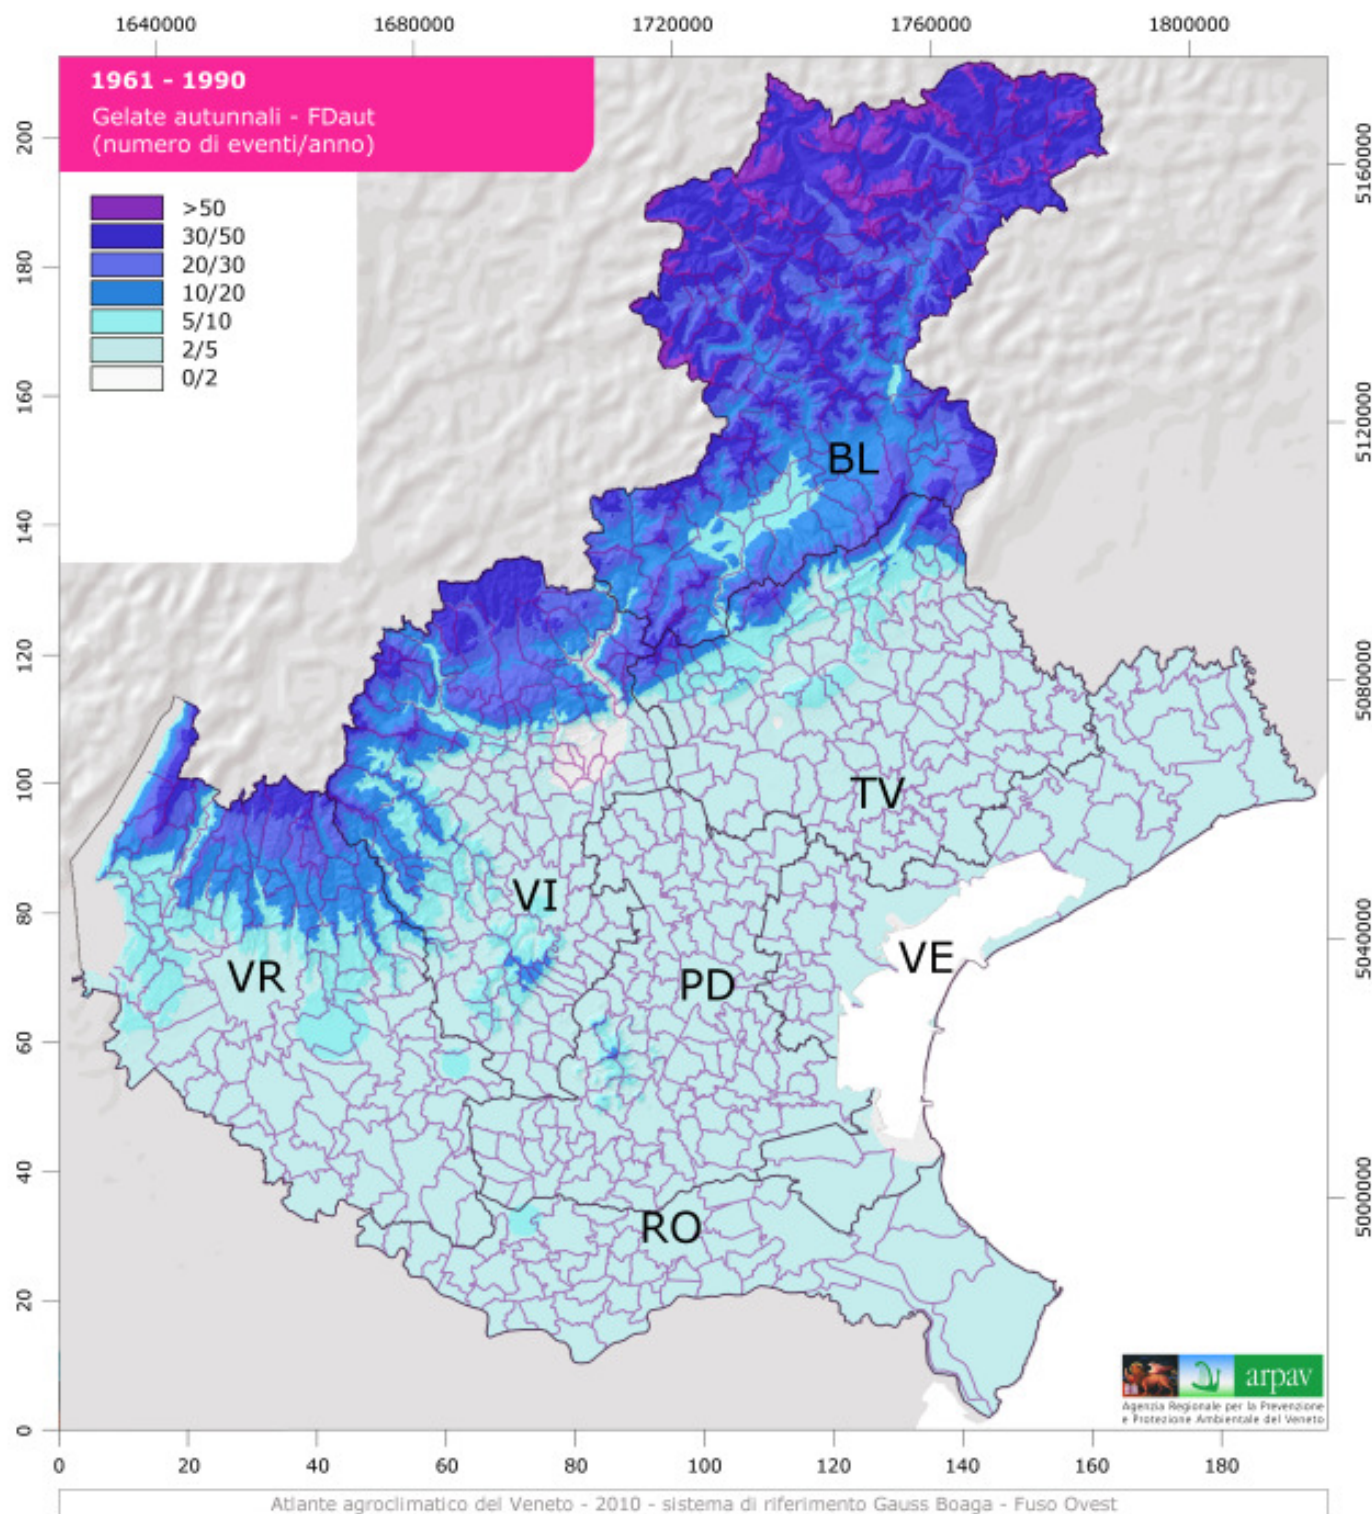 1640000 1680000 1720000 1760000 1800000
1961 - 1990
Gelate autunnali - FDaut
(numero di eventi/anno)
>50
30/50
20/30
10/20
5/10
2/5
0/2
200
180
160
140
120
100
80
60
40
20
0
5160000
5120000
5080000
5040000
5000000
BL
TV
VI
VE
VR
PD
RO
arpav
Agenzia Regionale per la Prevenzione
e Protezione Ambientale del Veneto
0 20 40 60 80 100 120 140 160 180
Atlante agroclimatico del Veneto - 2010 - sistema di riferimento Gauss Boaga - Fuso Ovest